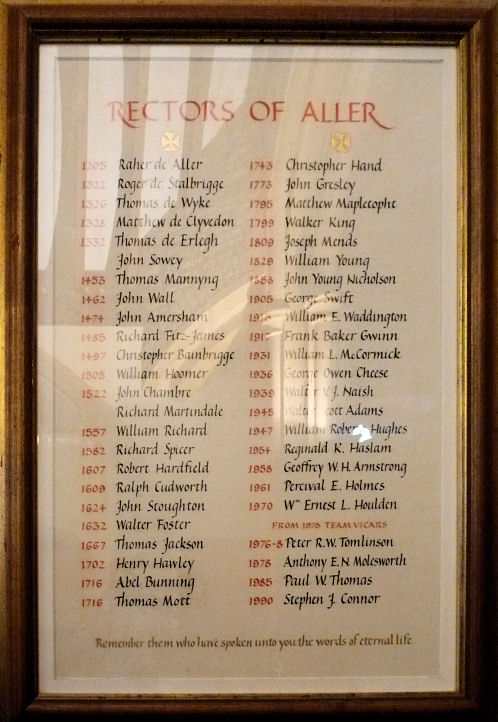 RECTORS OF ALLER
1205 Raher de Aller
1322 Roger de Stalbrigge
1326 Thomas de Wyke
1328 Matthew de Clyvedon
1332 Thomas de Erlegh
John Sowey
1453 Thomas Mannyng
1462 John Wall
1474 John Amersham
1485 Richard Fitz-James
1497 Christopher Bainbrigge
1505 William Hoomer
1522 John Chambre
Richard Martindale
1557 William Richard
1582 Richard Spicer
1607 Robert Hardfield
1609 Ralph Cudworth
1624 John Stoughton
1632 Walter Foster
1667 Thomas Jackson
1702 Henry Hawley
1716 Abel Bunning
1716 Thomas Mott
1743 Christopher Hand
1773 John Gresley
1795 Matthew Mapletopht
1799 Walker King
1809 Joseph Mends
1829 William Young
John Young Nicholson
1905 George Swift
William E. Waddington
1917 Frank Baker Gwinn
1931 William L. McCormick
1936 George Owen Cheese
1939 Walter V. J. Naish
1945 Walter Scott Adams
1947 William Robert Hughes
1954 Reginald K. Haslam
1958 Geoffrey W. H. Armstrong
1961 Percival E. Holmes
1970 Wm Ernest L. Houlden
FROM 1975 TEAM VICARS
1976-8 Peter R.W. Tomlinson
1978 Anthony E. N. Molesworth
1985 Paul W. Thomas
1990 Stephen J. Connor
Remember them who have spoken unto you the words of eternal life